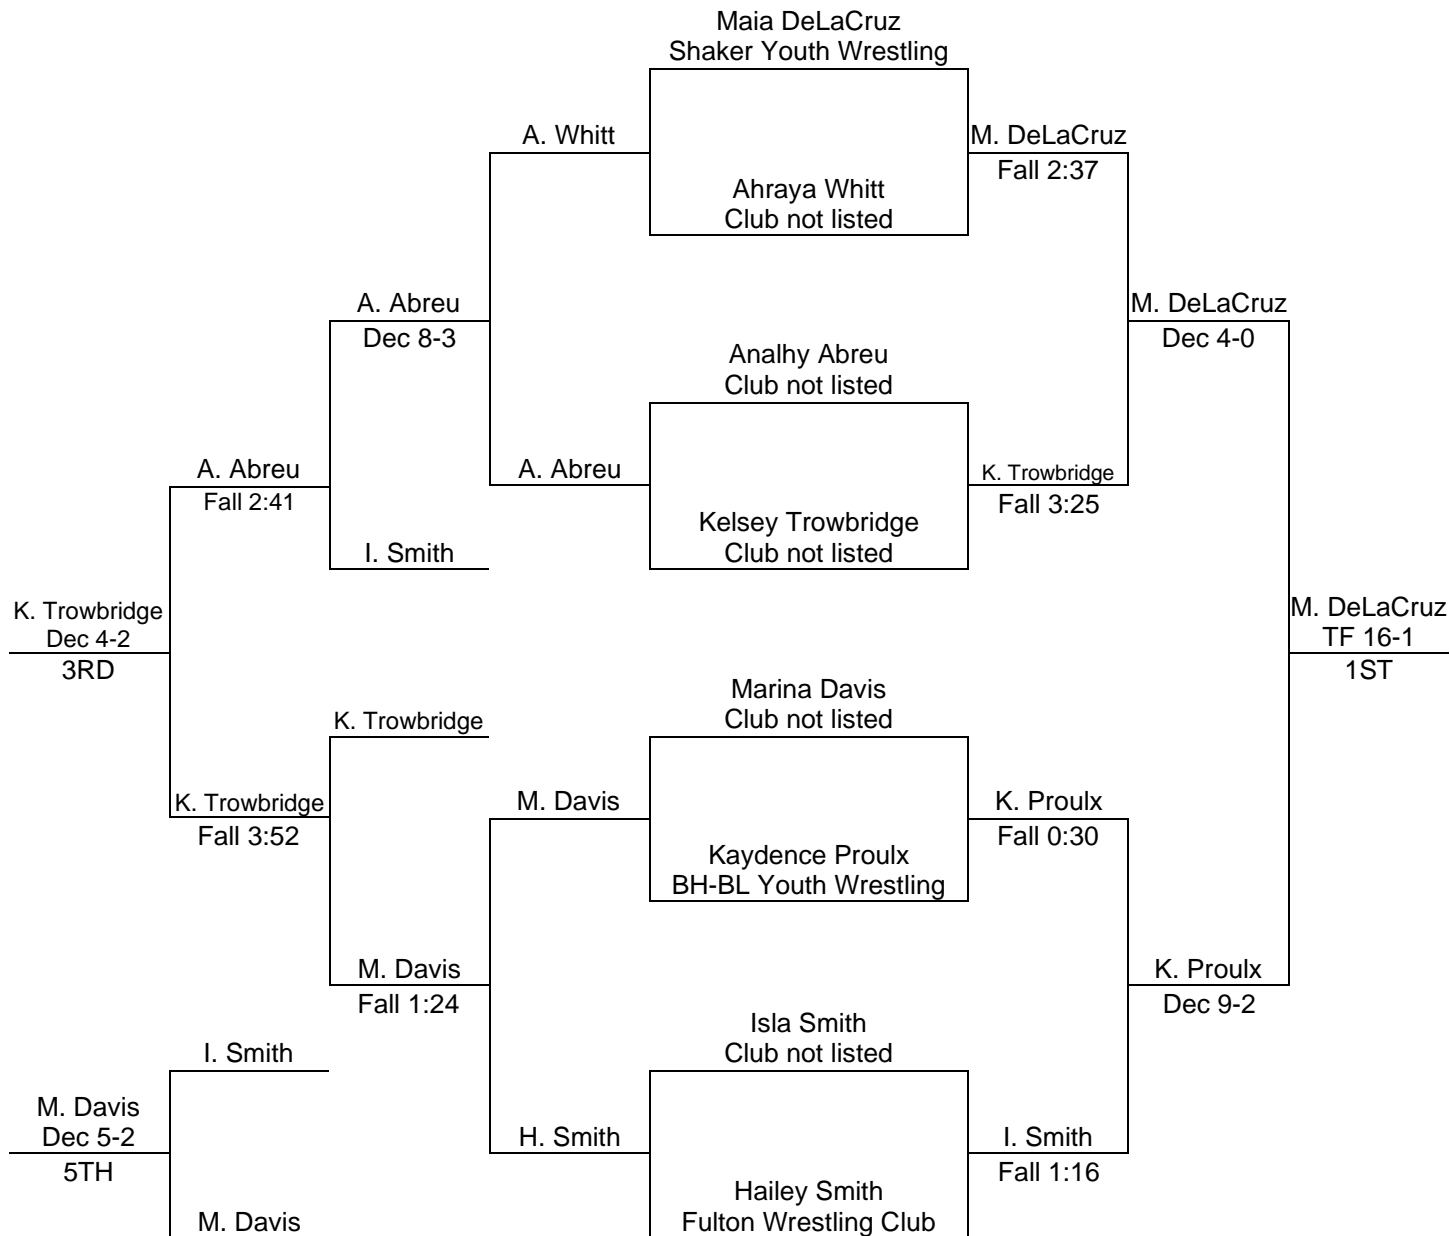 Maia DeLaCruz
Shaker Youth Wrestling
A. Whitt
M. DeLaCruz
Fall 2:37
Ahraya Whitt
Club not listed
A. Abreu
Dec 8-3
M. DeLaCruz
Dec 4-0
Analhy Abreu
Club not listed
A. Abreu
Fall 2:41
A. Abreu
K. Trowbridge
Fall 3:25
Kelsey Trowbridge
Club not listed
I. Smith
K. Trowbridge
Dec 4-2
3RD
M. DeLaCruz
TF 16-1
1ST
Marina Davis
Club not listed
K. Trowbridge
K. Trowbridge
Fall 3:52
M. Davis
K. Proulx
Fall 0:30
Kaydence Proulx
BH-BL Youth Wrestling
M. Davis
Fall 1:24
K. Proulx
Dec 9-2
Isla Smith
Club not listed
I. Smith
M. Davis
Dec 5-2
5TH
H. Smith
I. Smith
Fall 1:16
Hailey Smith
Fulton Wrestling Club
M. Davis